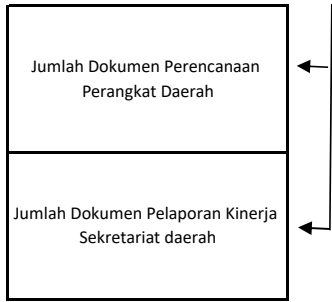 Jumlah Dokumen Perencanaan
Perangkat Daerah
Jumlah Dokumen Pelaporan Kinerja
Sekretariat daerah